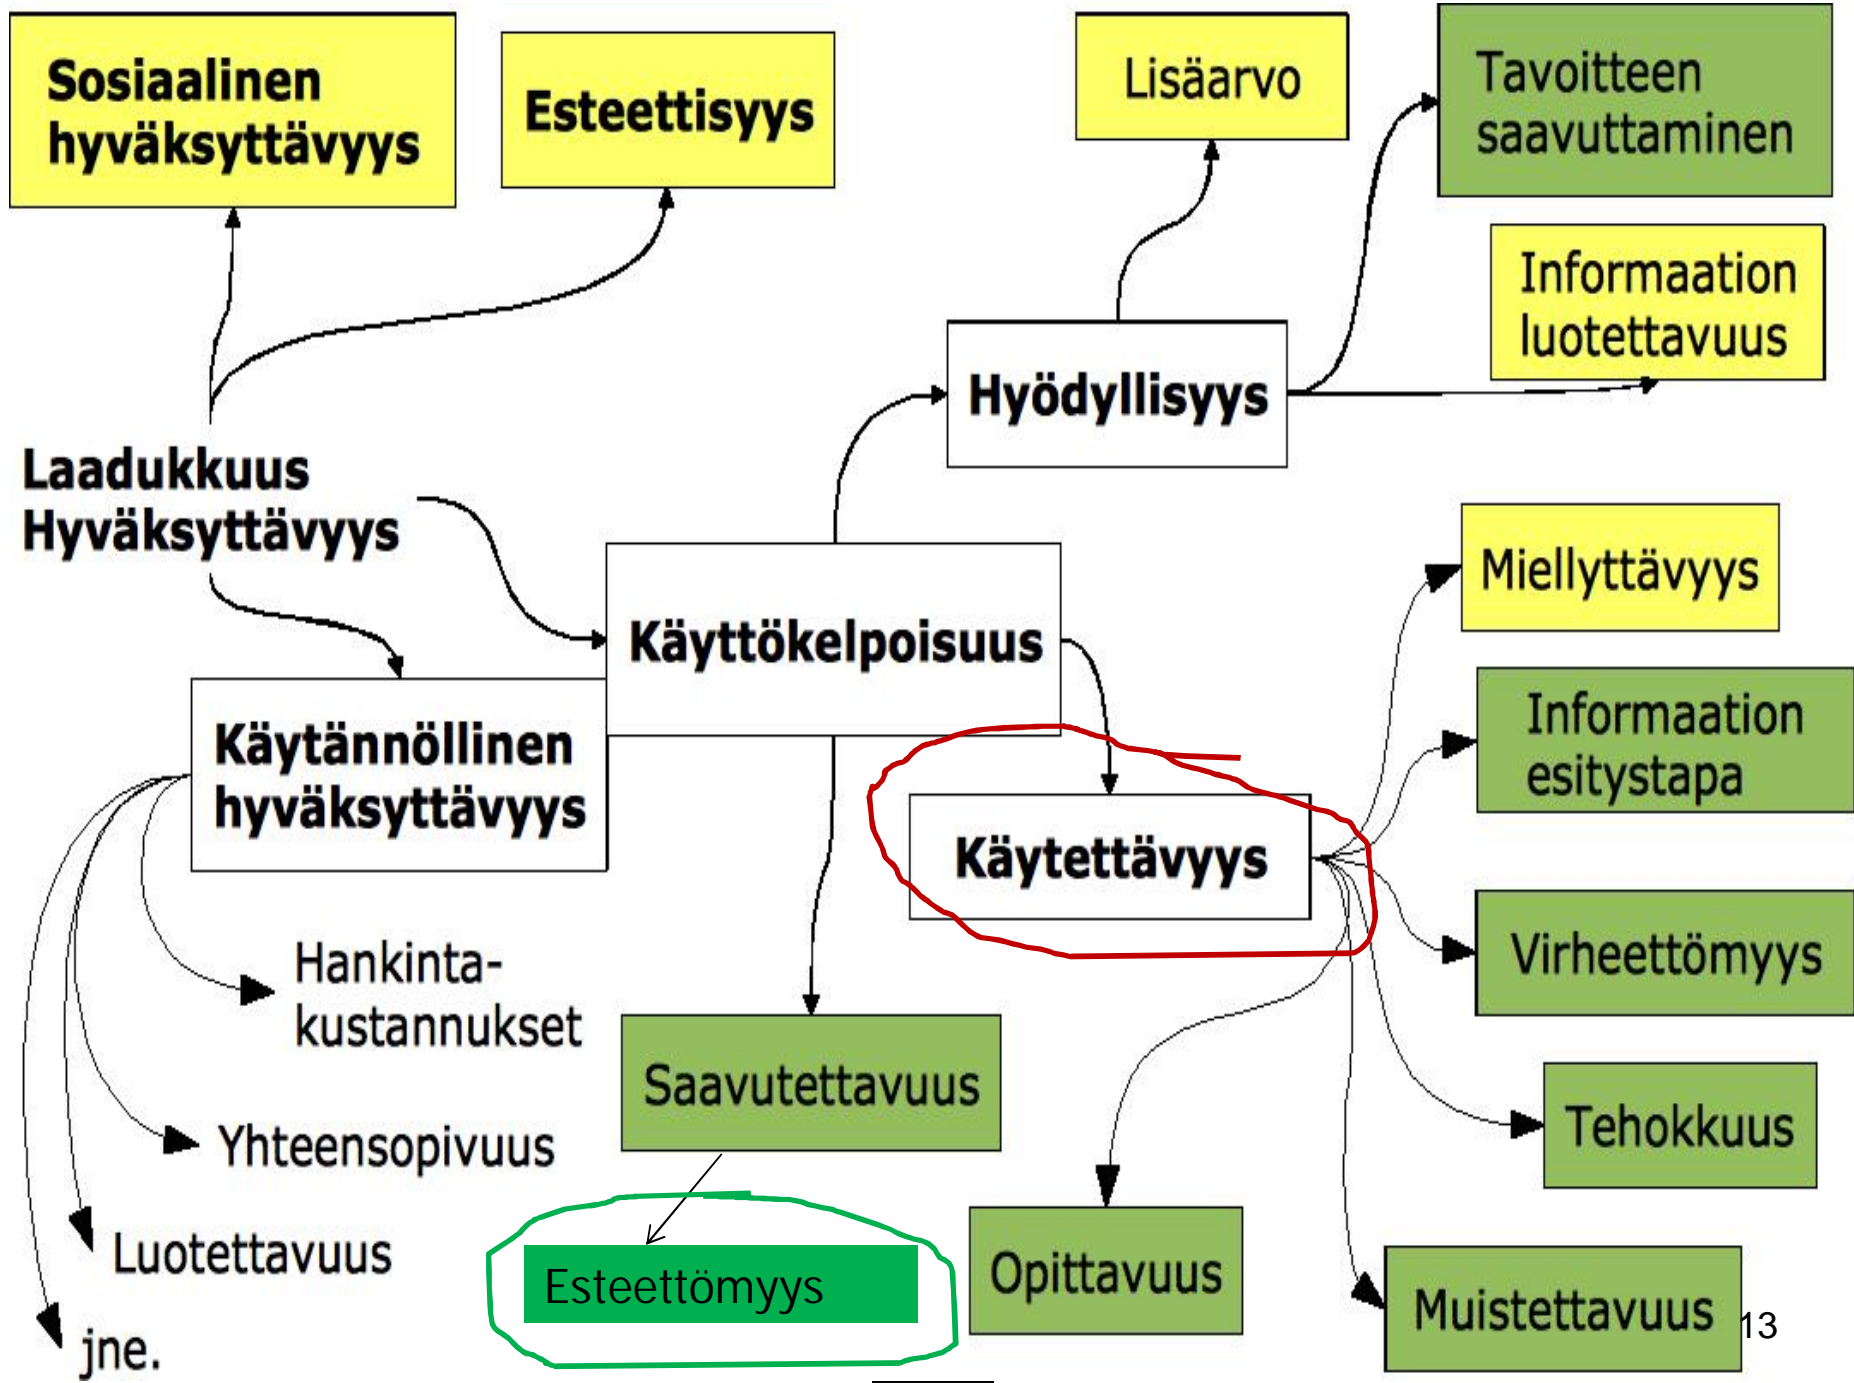 Sosiaalinen
hyväksyttävyys
Esteettisyys
Lisäarvo
Tavoitteen
saavuttaminen
Informaation
luotettavuus
Hyödyllisyys
Laadukkuus
Hyväksyttävyys
Käyttökelpoisuus
Miellyttävyys
Käytännöllinen
hyväksyttävyys
Informaation
esitystapa
Käytettävyys
Virheettömyys
Hankinta-
kustannukset
Saavutettavuus
Tehokkuus
Yhteensopivuus
Luotettavuus
Esteettömyys
Opittavuus
Muistettavuus
13
jne.